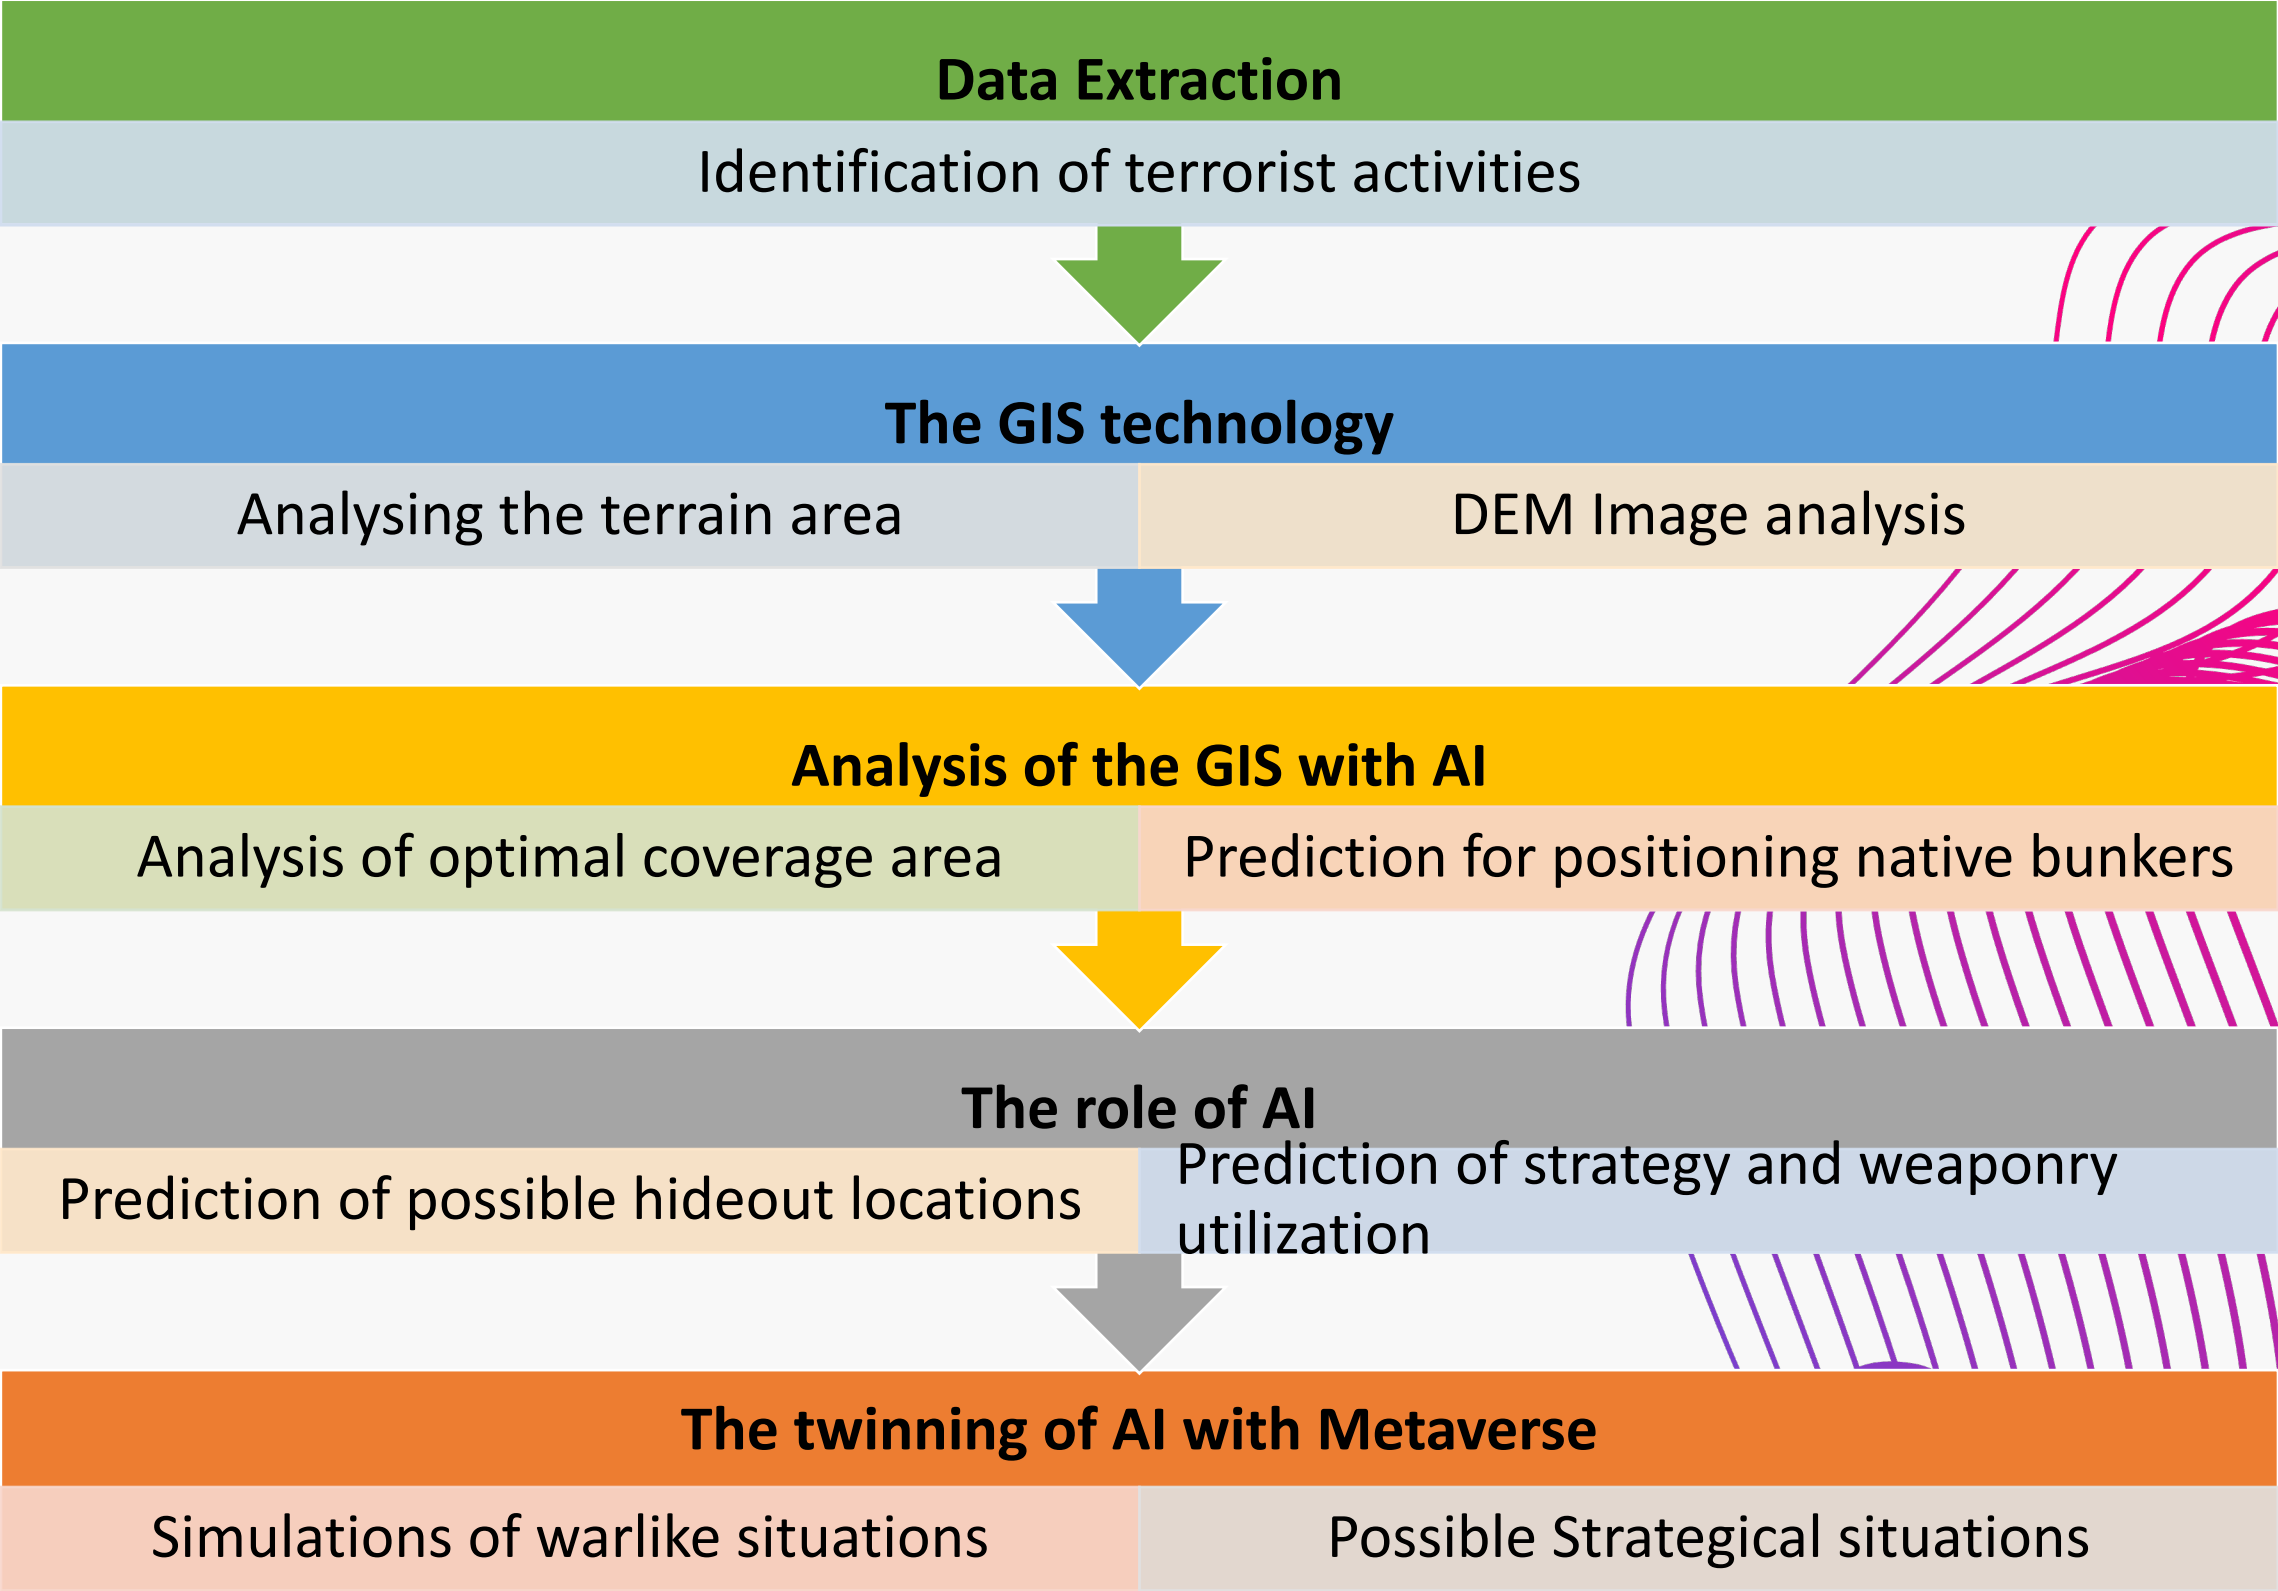 Data Extraction
Identification of terrorist activities
The GIS technology
Analysing the terrain area
DEM Image analysis
Analysis of the GIS with AI
Analysis of optimal coverage area
Prediction for positioning native bunkers
The role of AI
Prediction of possible hideout locations
Prediction of strategy and weaponry
utilization
The twinning of AI with Metaverse
Simulations of warlike situations
Possible Strategical situations